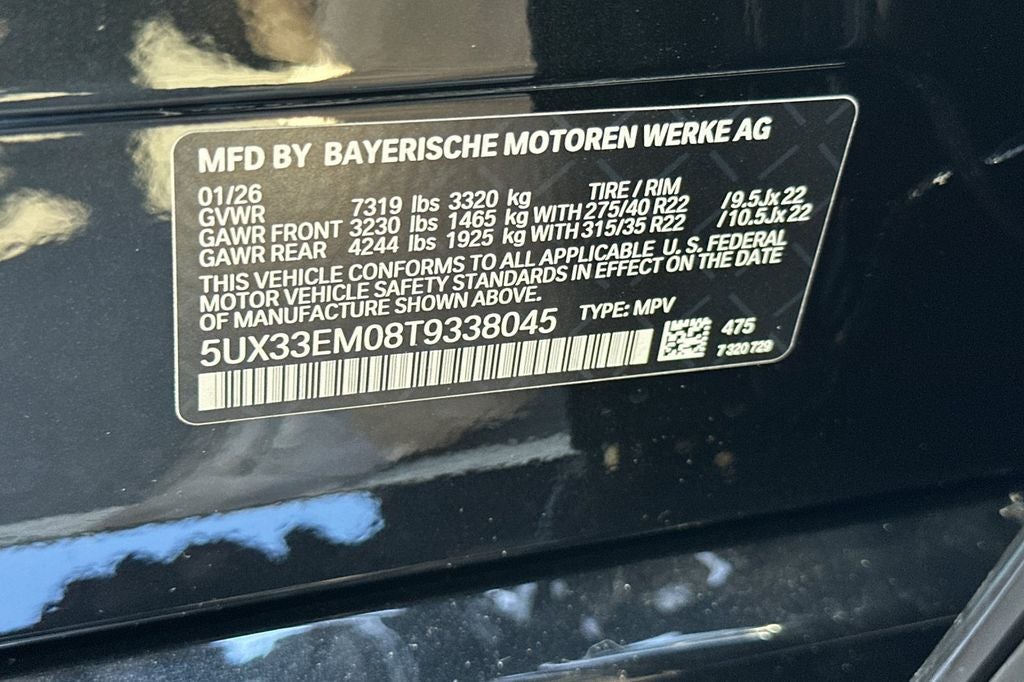 MFD BY BAYERISCHE MOTOREN WERKE AG
01/26 TIRE / RIM
GVWR 7319 lbs 3320 kg
GAWR FRONT 3230 lbs 1465 kg WITH 275/40 R22 /9.5Jx22
GAWR REAR 4244 lbs 1925 kg WITH 315/35 R22 /10.5Jx22
THIS VEHICLE CONFORMS TO ALL APPLICABLE U.S. FEDERAL
MOTOR VEHICLE SAFETY STANDARDS IN EFFECT ON THE DATE
OF MANUFACTURE SHOWN ABOVE.
5UX33EM08T9338045 TYPE: MPV
475
7 320 729